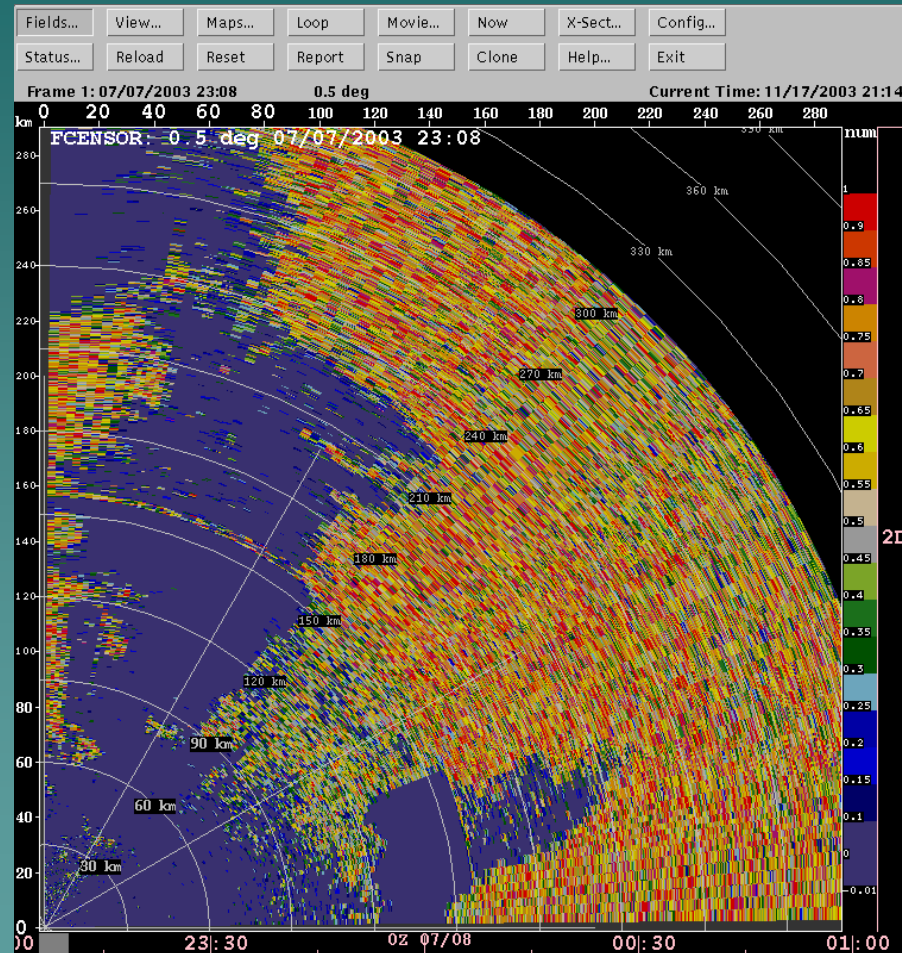 Fields... View... Maps... Loop Movie... Now X-Sect... Config...
Status... Reload Reset Report Snap Clone Help... Exit
Frame 1: 07/07/2003 23:08 0.5 deg Current Time: 11/17/2003 21:14
km 0 20 40 60 80 100 120 140 160 180 200 220 240 260 280
FCENSOR: 0.5 deg 07/07/2003 23:08 num
280
1
360 km
260
0.9
330 km
240
0.85
0.8
300 km
220
0.75
270 km
200
0.7
0.65
240 km
180
0.6
210 km
160
0.55
0.5
2D
180 km
140
0.45
120
0.4
150 km
0.35
100
0.3
120 km
80
0.25
90 km
0.2
60
0.15
60 km
40
0.1
30 km
20
0
-0.01
0
00 23:30 0Z 07/08 00:30 01:00